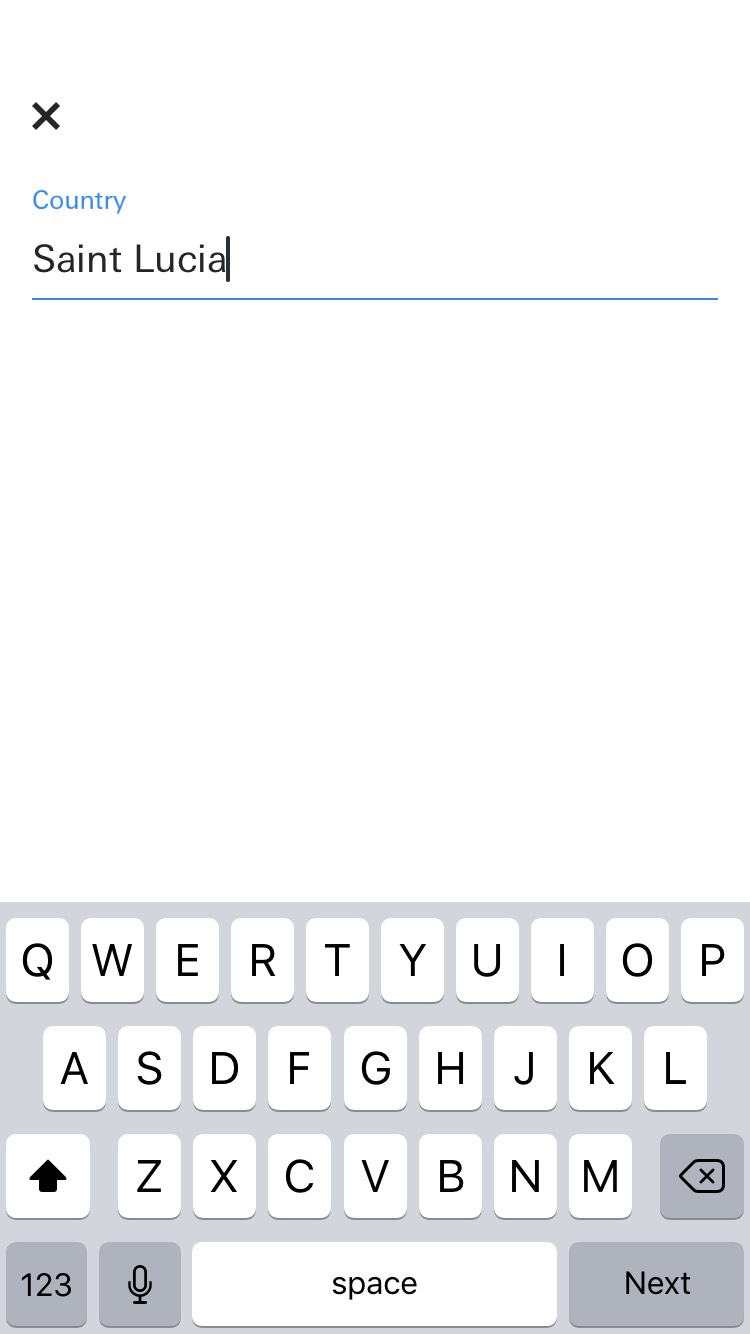 Country
Saint Lucia
Q W E R T Y U I O P
A S D F G H J K L
Z X C V B N M
123 space Next